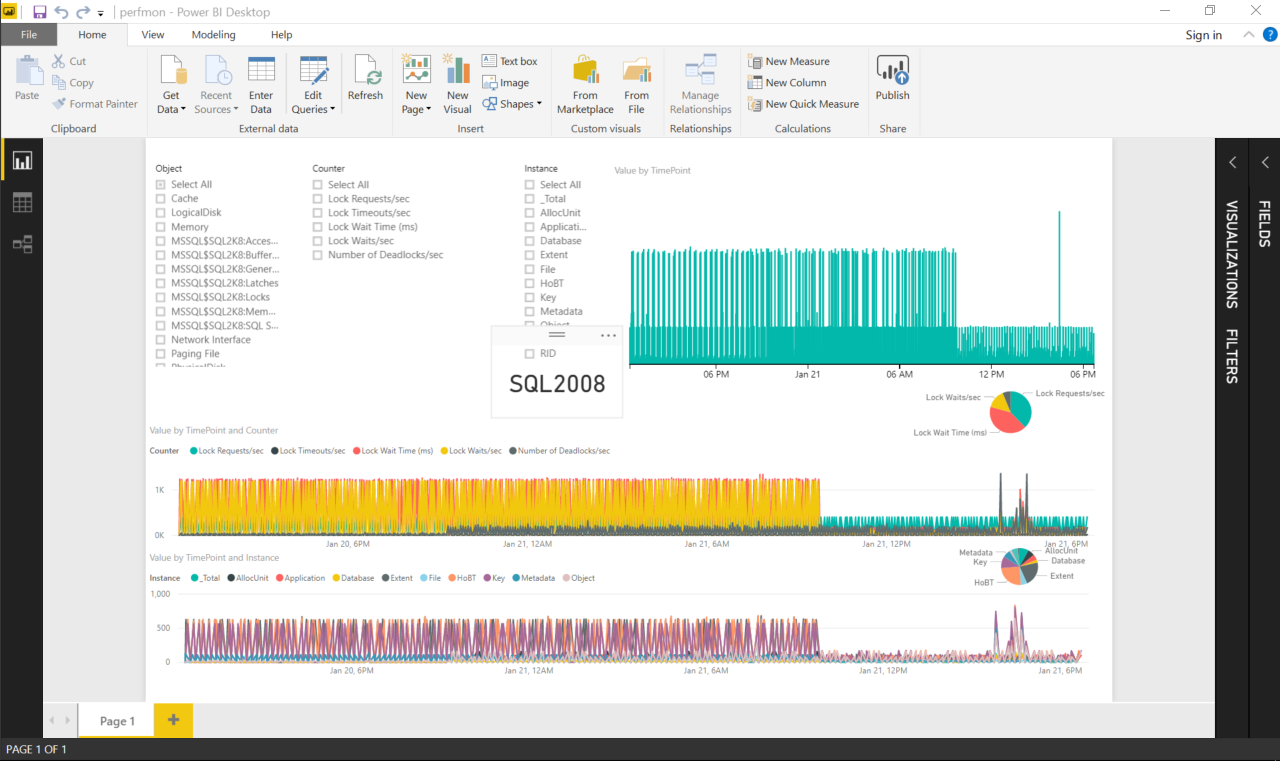 perfmon - Power BI Desktop
File Home View Modeling Help Sign in ?
Paste
Cut
Copy
Format Painter
Clipboard
Get Data
Recent Sources
Enter Data
Edit Queries
Refresh
External data
New Page
New Visual
Text box
Image
Shapes
Insert
From Marketplace
From File
Custom visuals
Manage Relationships
Relationships
New Measure
New Column
New Quick Measure
Calculations
Publish
Share
Object
Select All
Cache
LogicalDisk
Memory
MSSQL$SQL2K8:Acces...
MSSQL$SQL2K8:Buffer...
MSSQL$SQL2K8:Gener...
MSSQL$SQL2K8:Latches
MSSQL$SQL2K8:Locks
MSSQL$SQL2K8:Mem...
MSSQL$SQL2K8:SQL S...
Network Interface
Paging File
PhysicalDisk
Counter
Select All
Lock Requests/sec
Lock Timeouts/sec
Lock Wait Time (ms)
Lock Waits/sec
Number of Deadlocks/sec
Instance
Select All
_Total
AllocUnit
Applicati...
Database
Extent
File
HoBT
Key
Metadata
Object
RID
SQL2008
Value by TimePoint
06 PM Jan 21 06 AM 12 PM 06 PM
Lock Waits/sec
Lock Requests/sec
Lock Wait Time (ms)
Value by TimePoint and Counter
Counter Lock Requests/sec Lock Timeouts/sec Lock Wait Time (ms) Lock Waits/sec Number of Deadlocks/sec
1K
0K
Jan 20, 6PM Jan 21, 12AM Jan 21, 6AM Jan 21, 12PM Jan 21, 6PM
Value by TimePoint and Instance
Metadata
Key
HoBT
AllocUnit
Database
Extent
Instance _Total AllocUnit Application Database Extent File HoBT Key Metadata Object
1,000
500
0
Jan 20, 6PM Jan 21, 12AM Jan 21, 6AM Jan 21, 12PM Jan 21, 6PM
VISUALIZATIONS
FILTERS
FIELDS
Page 1
PAGE 1 OF 1